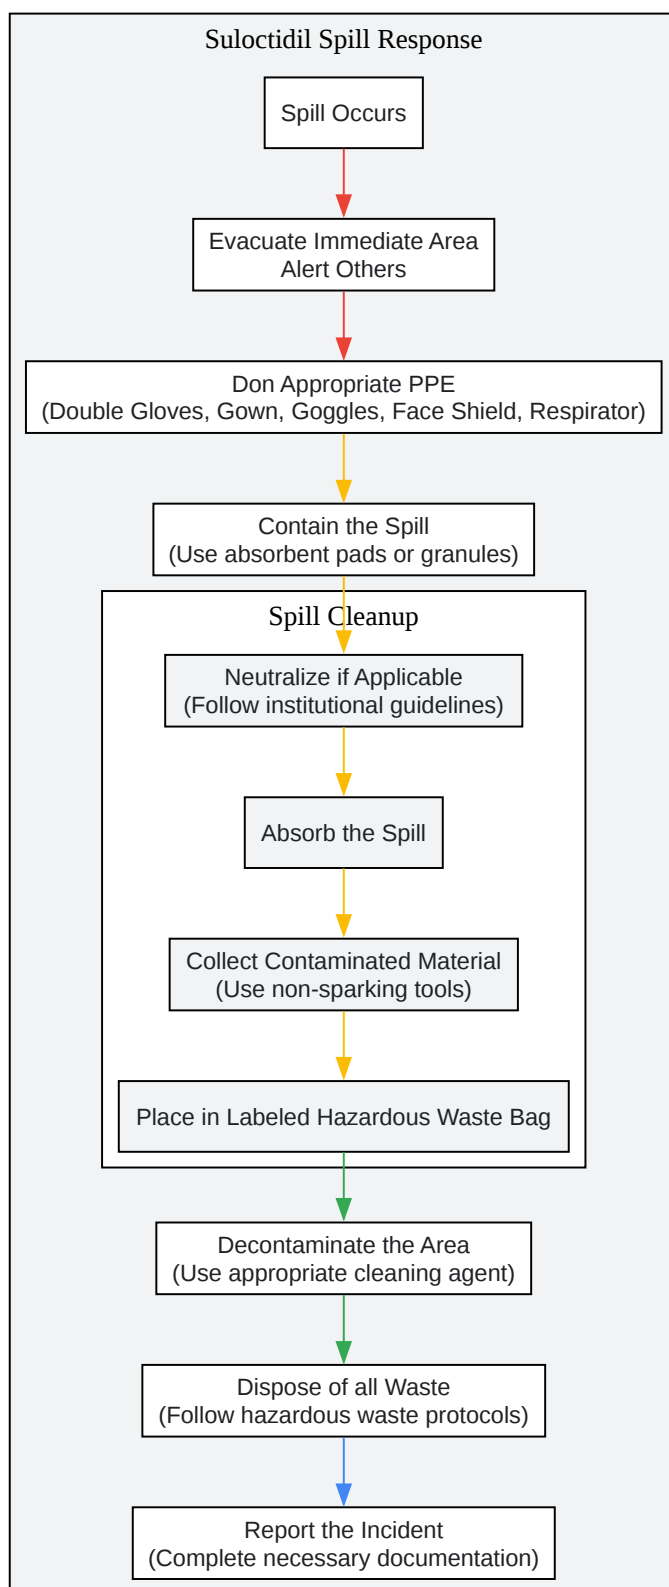 Suloctidil Spill Response
Spill Occurs
Evacuate Immediate Area
Alert Others
Don Appropriate PPE
(Double Gloves, Gown, Goggles, Face Shield, Respirator)
Contain the Spill
(Use absorbent pads or granules)
Spill Cleanup
Neutralize if Applicable
(Follow institutional guidelines)
Absorb the Spill
Collect Contaminated Material
(Use non-sparking tools)
Place in Labeled Hazardous Waste Bag
Decontaminate the Area
(Use appropriate cleaning agent)
Dispose of all Waste
(Follow hazardous waste protocols)
Report the Incident
(Complete necessary documentation)